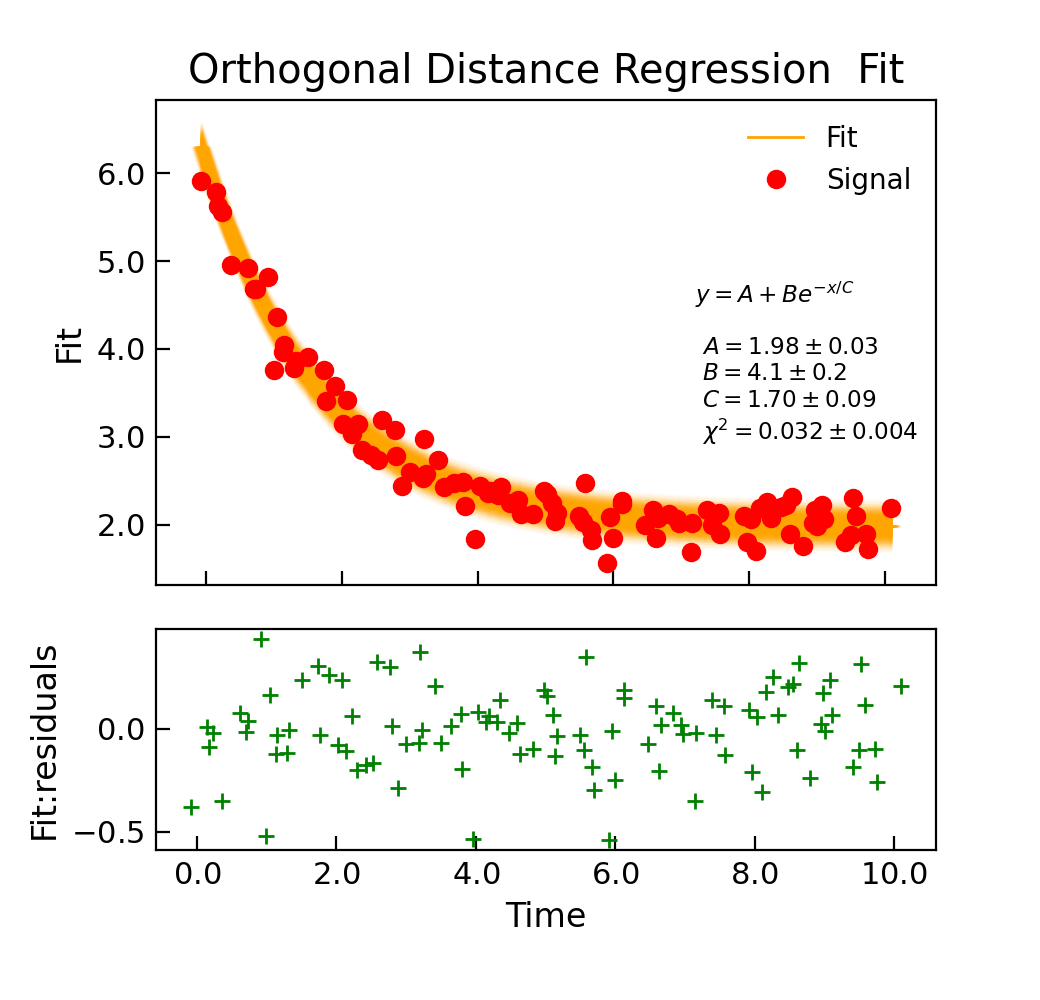 Orthogonal Distance Regression  Fit
Fit
Signal
6.0
5.0
4.0
3.0
2.0
Fit
y = A + Be^{−x/C}
A = 1.98 ± 0.03
B = 4.1 ± 0.2
C = 1.70 ± 0.09
χ² = 0.032 ± 0.004
0.0
−0.5
Fit:residuals
0.0 2.0 4.0 6.0 8.0 10.0
Time